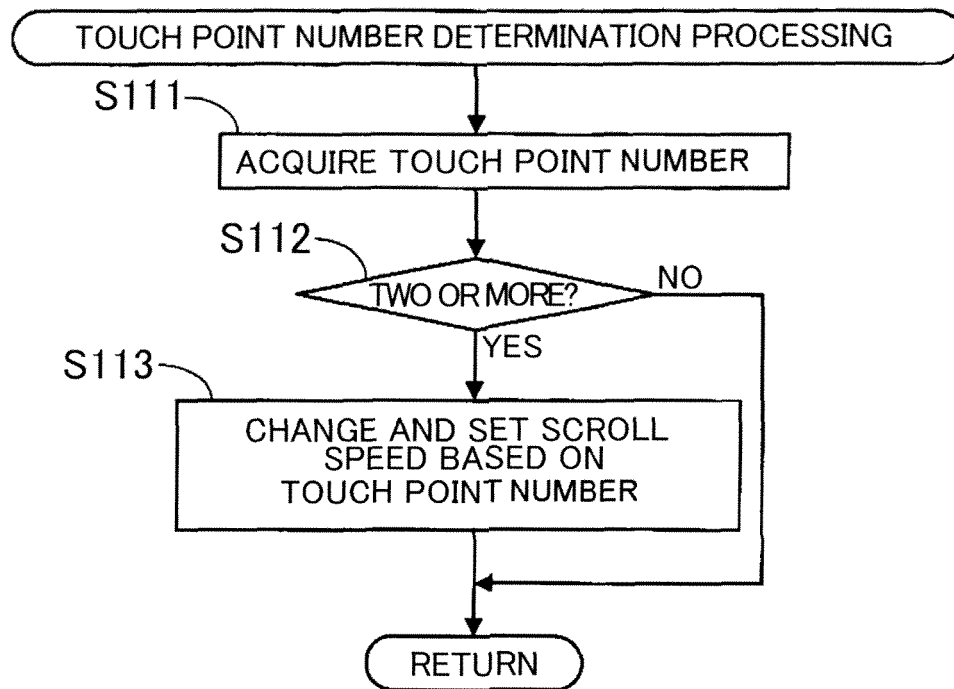 TOUCH POINT NUMBER DETERMINATION PROCESSING
S111
ACQUIRE TOUCH POINT NUMBER
S112
TWO OR MORE?
NO
YES
S113
CHANGE AND SET SCROLL
SPEED BASED ON
TOUCH POINT NUMBER
RETURN